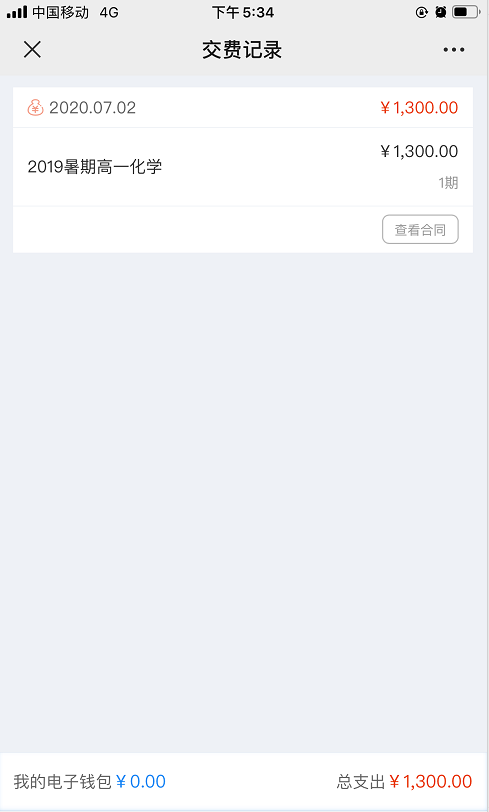 中国移动 4G 下午 5:34
交费记录
2020.07.02 ￥1,300.00
2019暑期高一化学 ￥1,300.00
1期
查看合同
我的电子钱包 ￥0.00 总支出 ￥1,300.00